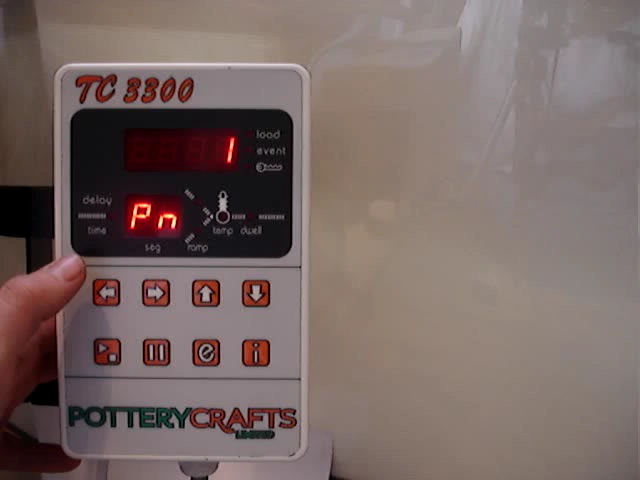 TC 3300
load
1
event
delay
Pn
time
temp dwell
seg ramp
e i
POTTERYCRAFTS
LIMITED